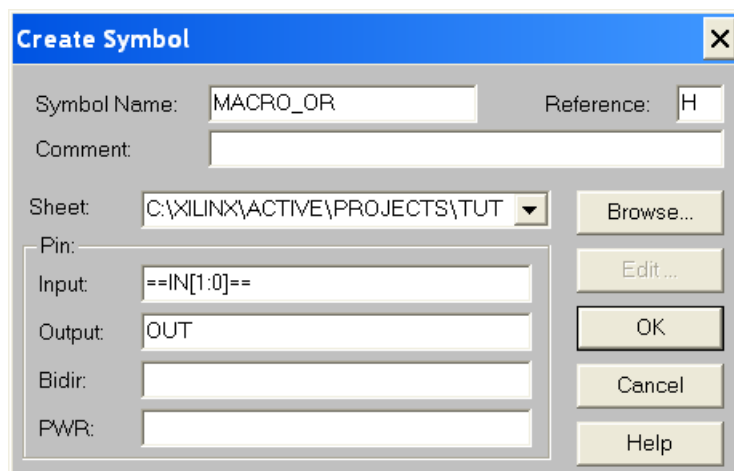 Create Symbol
Symbol Name: MACRO_OR Reference: H
Comment:
Sheet: C:\XILINX\ACTIVE\PROJECTS\TUT Browse...
Pin:
Edit ...
Input: ==IN[1:0]==
Output: OUT OK
Bidir: Cancel
PWR: Help